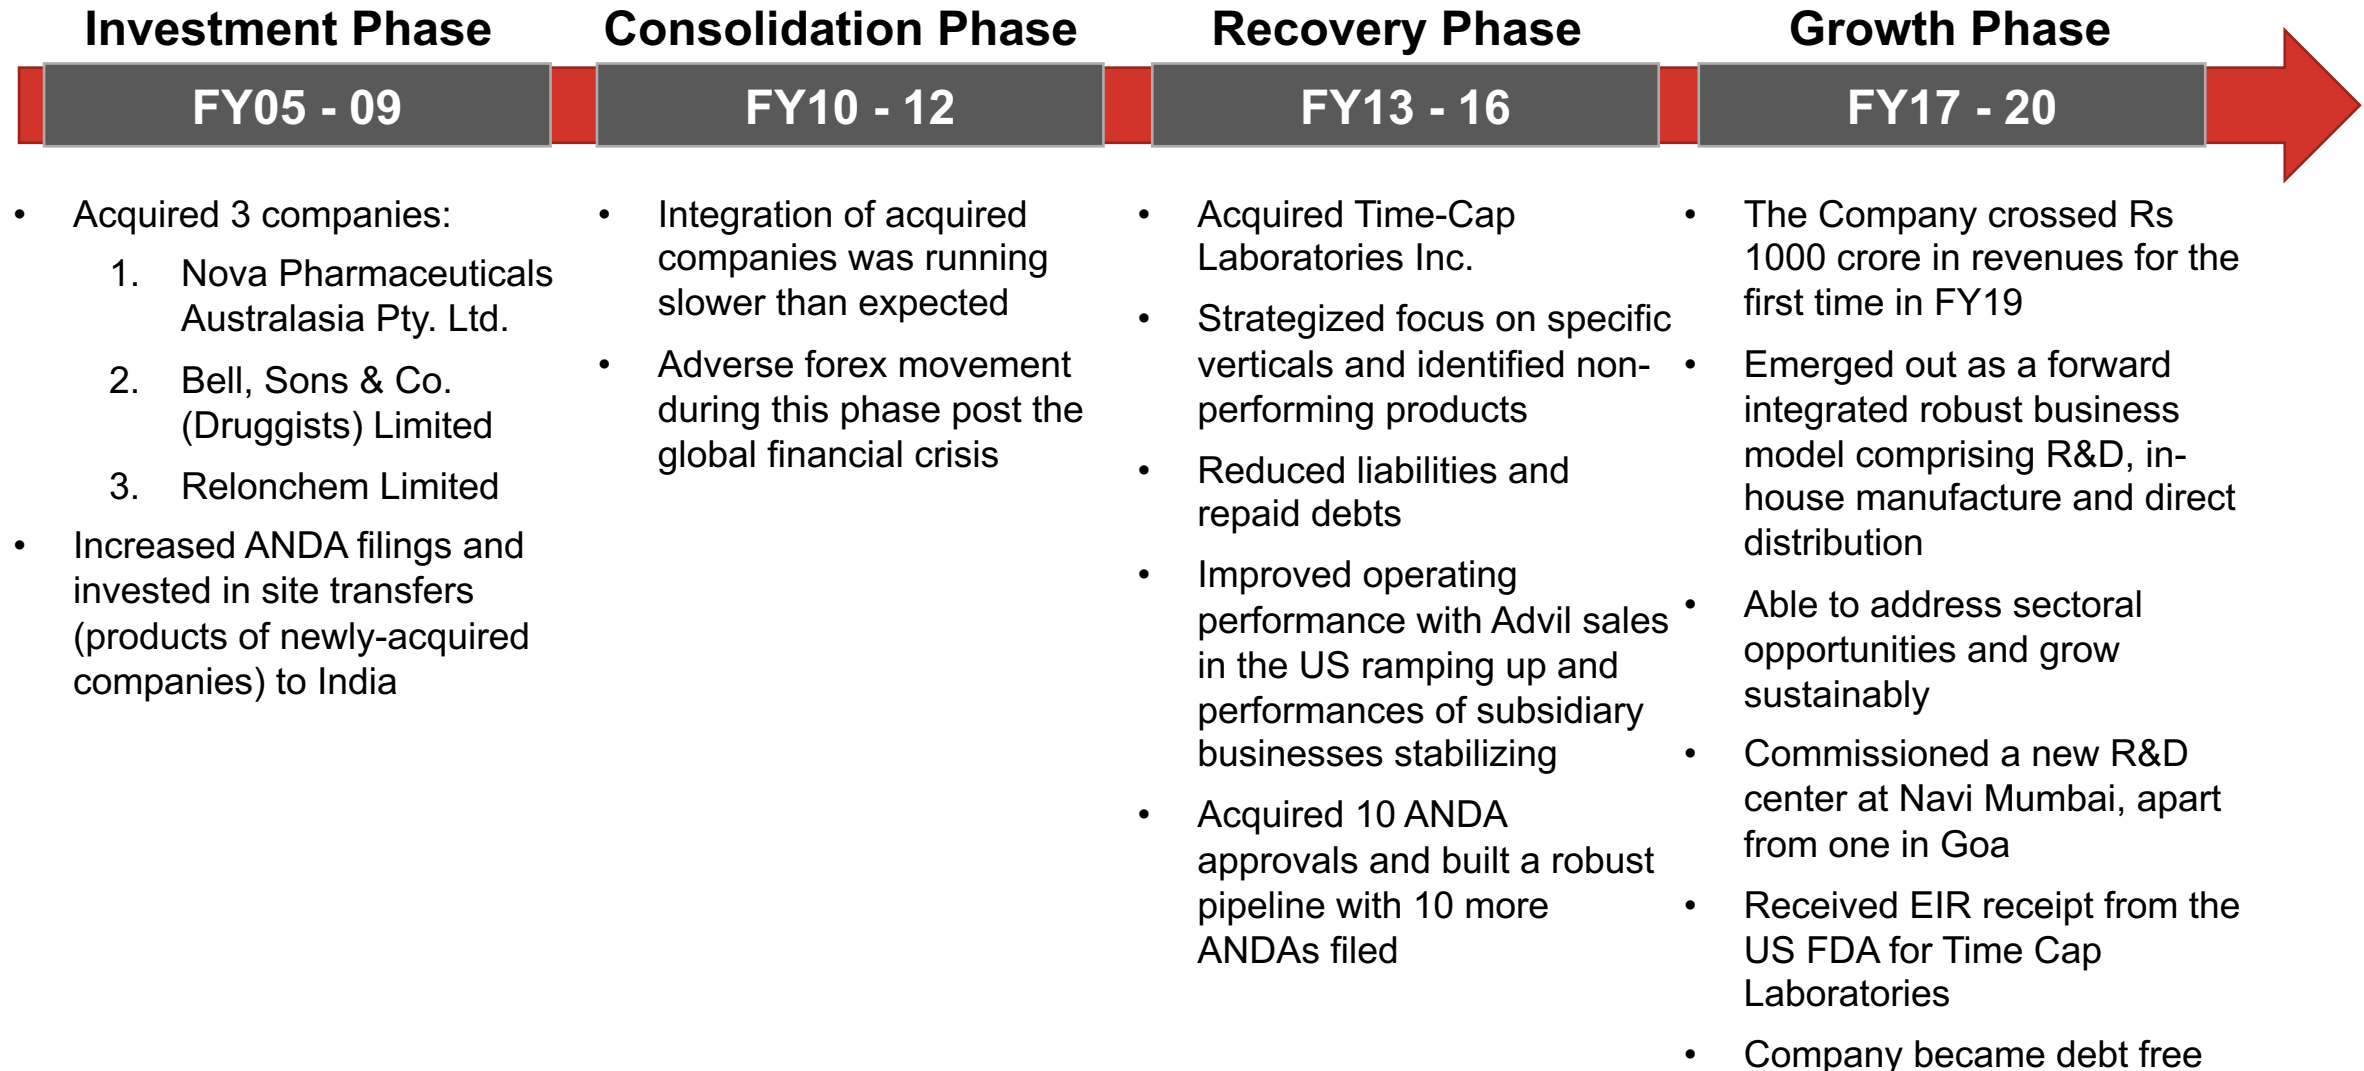 Investment Phase
FY05 - 09
• Acquired 3 companies:
1. Nova Pharmaceuticals
Australasia Pty. Ltd.
2. Bell, Sons & Co.
(Druggists) Limited
3. Relonchem Limited
• Increased ANDA filings and
invested in site transfers
(products of newly-acquired
companies) to India
Consolidation Phase
FY10 - 12
• Integration of acquired
companies was running
slower than expected
• Adverse forex movement
during this phase post the
global financial crisis
Recovery Phase
FY13 - 16
• Acquired Time-Cap
Laboratories Inc.
• Strategized focus on specific
verticals and identified non-
performing products
• Reduced liabilities and
repaid debts
• Improved operating
performance with Advil sales
in the US ramping up and
performances of subsidiary
businesses stabilizing
• Acquired 10 ANDA
approvals and built a robust
pipeline with 10 more
ANDAs filed
Growth Phase
FY17 - 20
• The Company crossed Rs
1000 crore in revenues for the
first time in FY19
• Emerged out as a forward
integrated robust business
model comprising R&D, in-
house manufacture and direct
distribution
• Able to address sectoral
opportunities and grow
sustainably
• Commissioned a new R&D
center at Navi Mumbai, apart
from one in Goa
• Received EIR receipt from the
US FDA for Time Cap
Laboratories
• Company became debt free